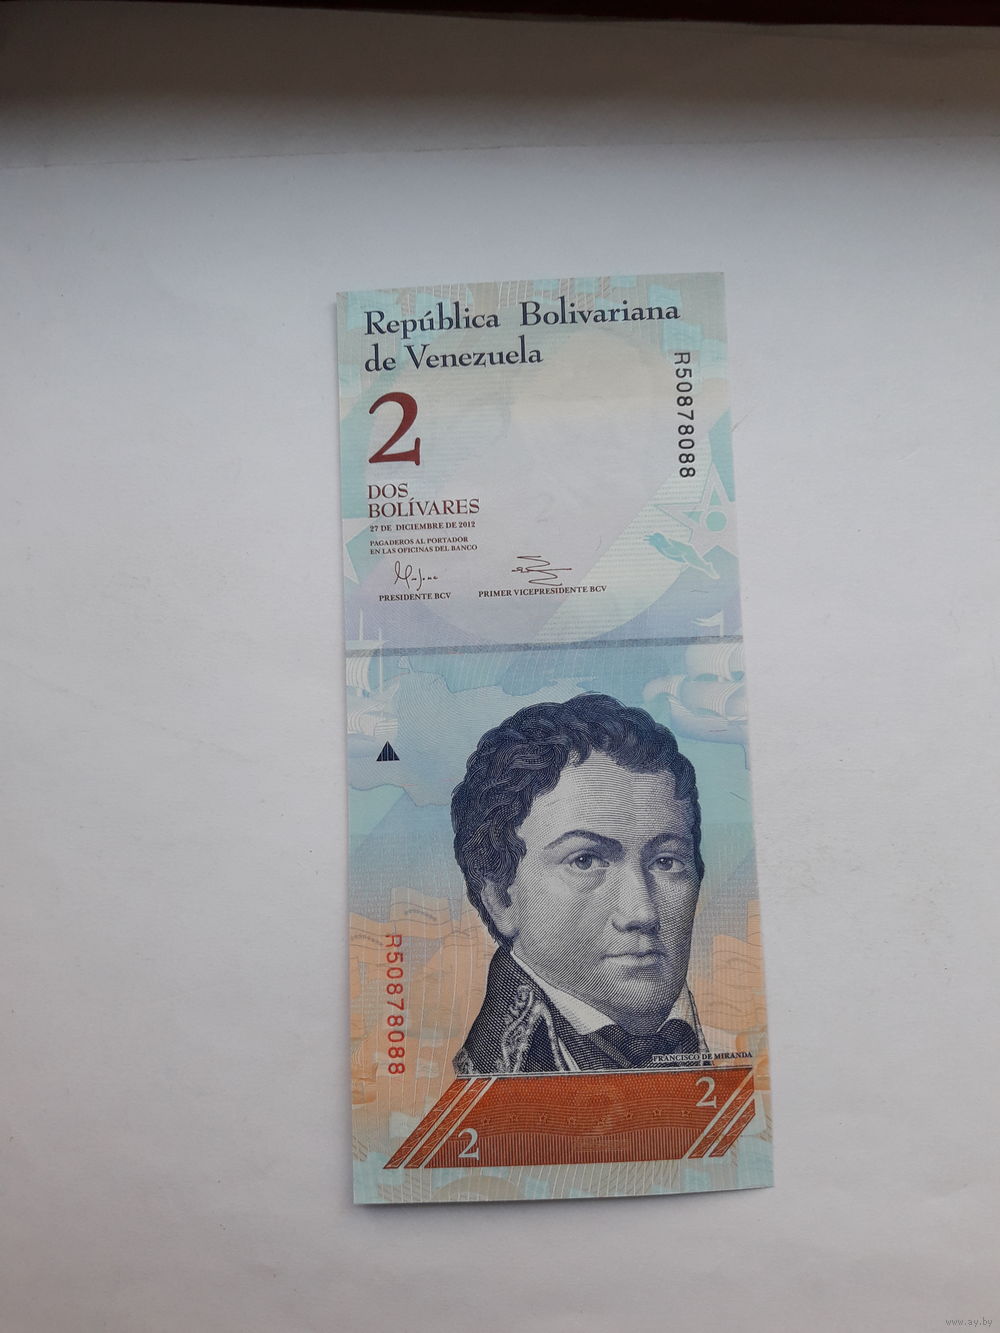 República Bolivariana
de Venezuela
R50878088
2
DOS
BOLÍVARES
27 DE DICIEMBRE DE 2012
PAGADEROS AL PORTADOR
EN LAS OFICINAS DEL BANCO
PRESIDENTE BCV
PRIMER VICEPRESIDENTE BCV
R50878088
FRANCISCO DE MIRANDA
2
2
www.ay.by